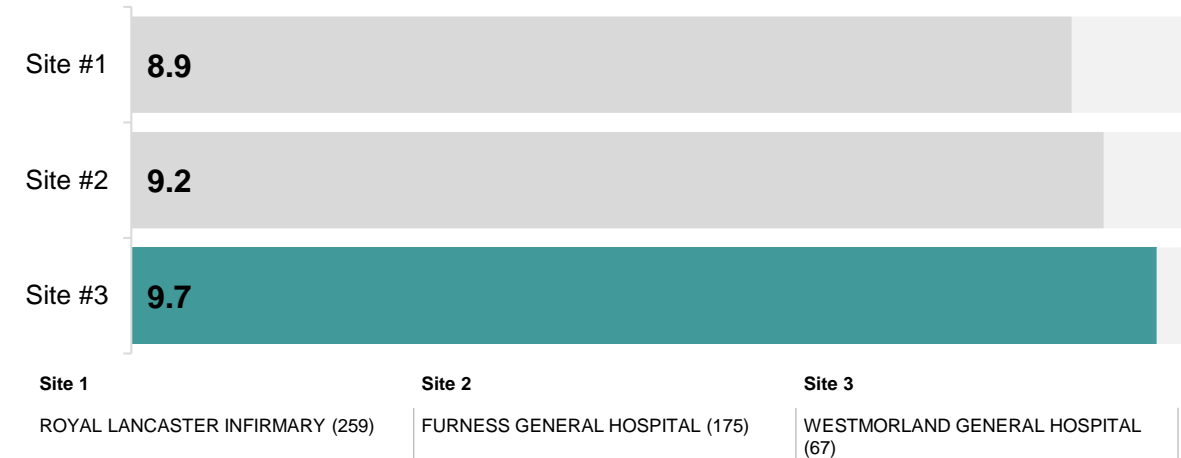 Site #1
8.9
Site #2
9.2
Site #3
9.7
Site 1
Site 2
Site 3
ROYAL LANCASTER INFIRMARY (259)
FURNESS GENERAL HOSPITAL (175)
WESTMORLAND GENERAL HOSPITAL
(67)